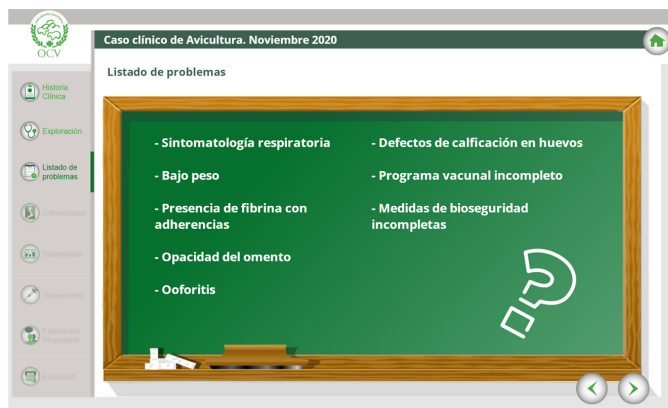 OCV
Caso clínico de Avicultura. Noviembre 2020
Listado de problemas
Historia
Clínica
Exploración
Listado de
problemas
Diferenciales
Diagnóstico
Tratamiento
Explicación
Propietario
Evolución
- Sintomatología respiratoria
- Bajo peso
- Presencia de fibrina con
adherencias
- Opacidad del omento
- Ooforitis
- Defectos de calficación en huevos
- Programa vacunal incompleto
- Medidas de bioseguridad
incompletas
?